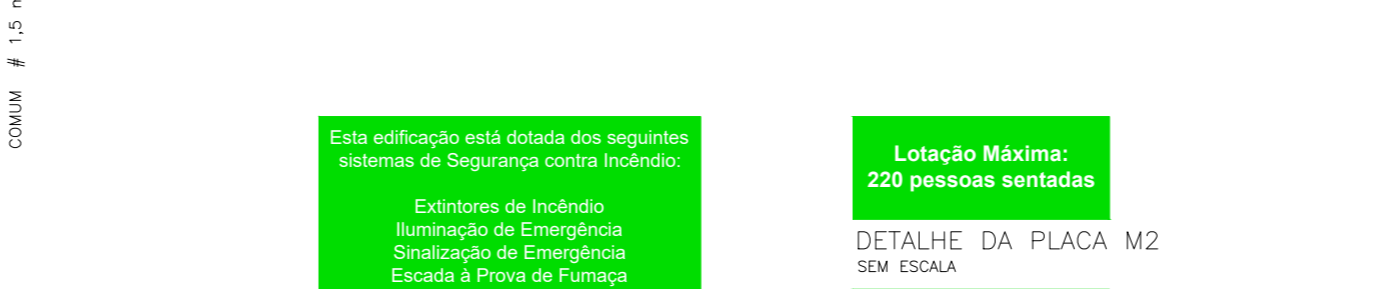 COMUM # 1,5
Esta edificação está dotada dos seguintes
sistemas de Segurança contra Incêndio:
Extintores de Incêndio
Iluminação de Emergência
Sinalização de Emergência
Escada à Prova de Fumaça
Lotação Máxima:
220 pessoas sentadas
DETALHE DA PLACA M2
SEM ESCALA